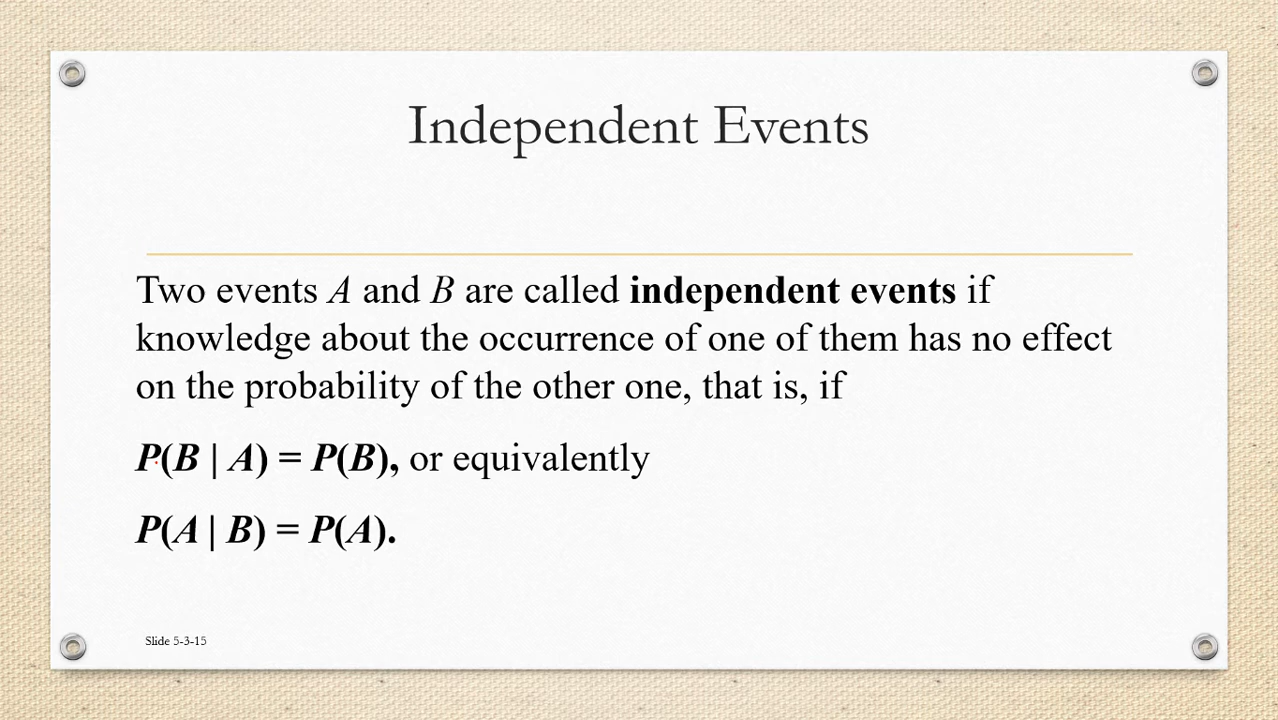 Independent Events
Two events A and B are called independent events if
knowledge about the occurrence of one of them has no effect
on the probability of the other one, that is, if
P(B | A) = P(B), or equivalently
P(A | B) = P(A).
Slide 5-3-15